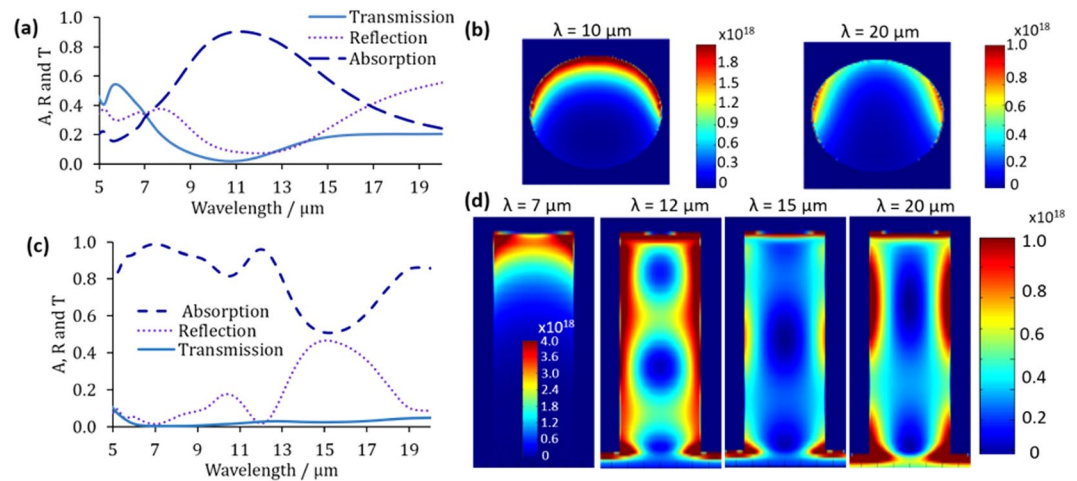 (a)
Transmission
Reflection
Absorption
A, R and T
1.0
0.8
0.6
0.4
0.2
0.0
5 7 9 11 13 15 17 19
Wavelength / μm
(b)
λ = 10 μm
x10¹⁸
1.8
1.5
1.2
0.9
0.6
0.3
0
λ = 20 μm
x10¹⁸
1.0
0.8
0.6
0.4
0.2
0
(c)
A, R and T
1.0
0.8
0.6
0.4
0.2
0.0
Absorption
Reflection
Transmission
5 7 9 11 13 15 17 19
Wavelength / μm
(d)
λ = 7 μm
λ = 12 μm
λ = 15 μm
λ = 20 μm
x10¹⁸
4.0
3.6
3.0
2.4
1.8
1.2
0.6
0
x10¹⁸
1.0
0.8
0.6
0.4
0.2
0